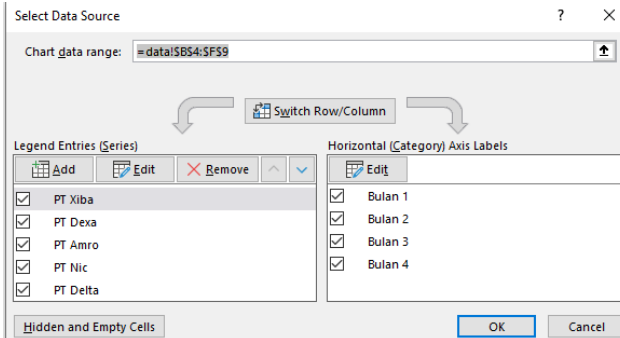 Select Data Source ? ×
Chart data range: =data!$B$4:$F$9
Switch Row/Column
Legend Entries (Series)
Add Edit Remove
PT Xiba
PT Dexa
PT Amro
PT Nic
PT Delta
Horizontal (Category) Axis Labels
Edit
Bulan 1
Bulan 2
Bulan 3
Bulan 4
Hidden and Empty Cells
OK Cancel